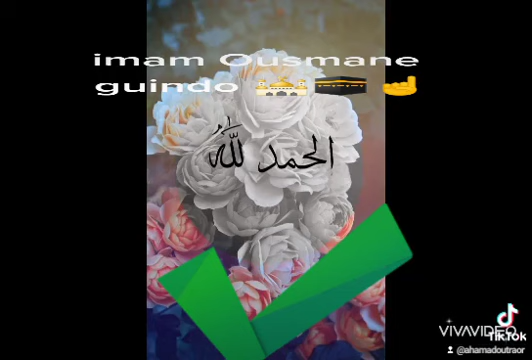 imam Ousmane
guindo 🕌 🕋 ☝️
الحمد لله
VIVAVIDEO
TikTok
@ahamadoutraor